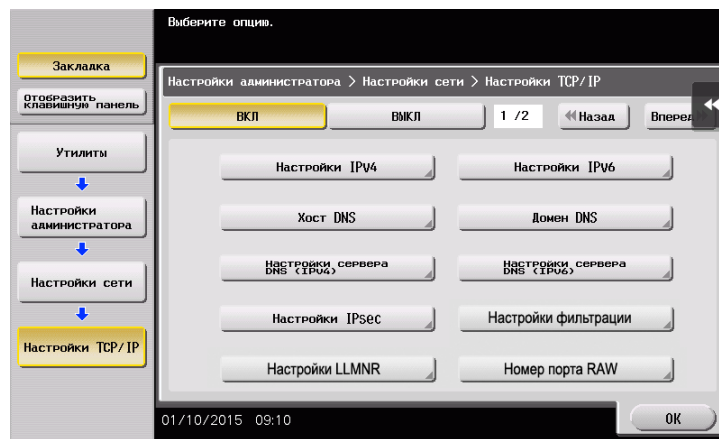 Выберите опцию.
Закладка
Отобразить
клавишную панель
Утилиты
Настройки
администратора
Настройки сети
Настройки TCP/IP
Настройки администратора > Настройки сети > Настройки TCP/IP
ВКЛ
ВЫКЛ
1 /2
Назад
Вперед
Настройки IPv4
Настройки IPv6
Хост DNS
Домен DNS
Настройки сервера
DNS (IPv4)
Настройки сервера
DNS (IPv6)
Настройки IPsec
Настройки фильтрации
Настройки LLMNR
Номер порта RAW
01/10/2015 09:10
OK